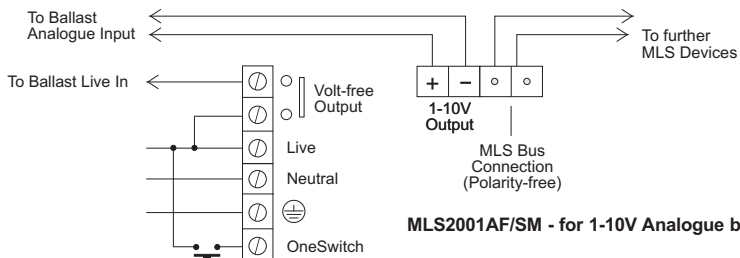 To Ballast
Analogue Input
To further
MLS Devices
To Ballast Live In
Volt-free
Output
+ −
1-10V
Output
Live
MLS Bus
Connection
(Polarity-free)
Neutral
MLS2001AF/SM - for 1-10V Analogue b
OneSwitch